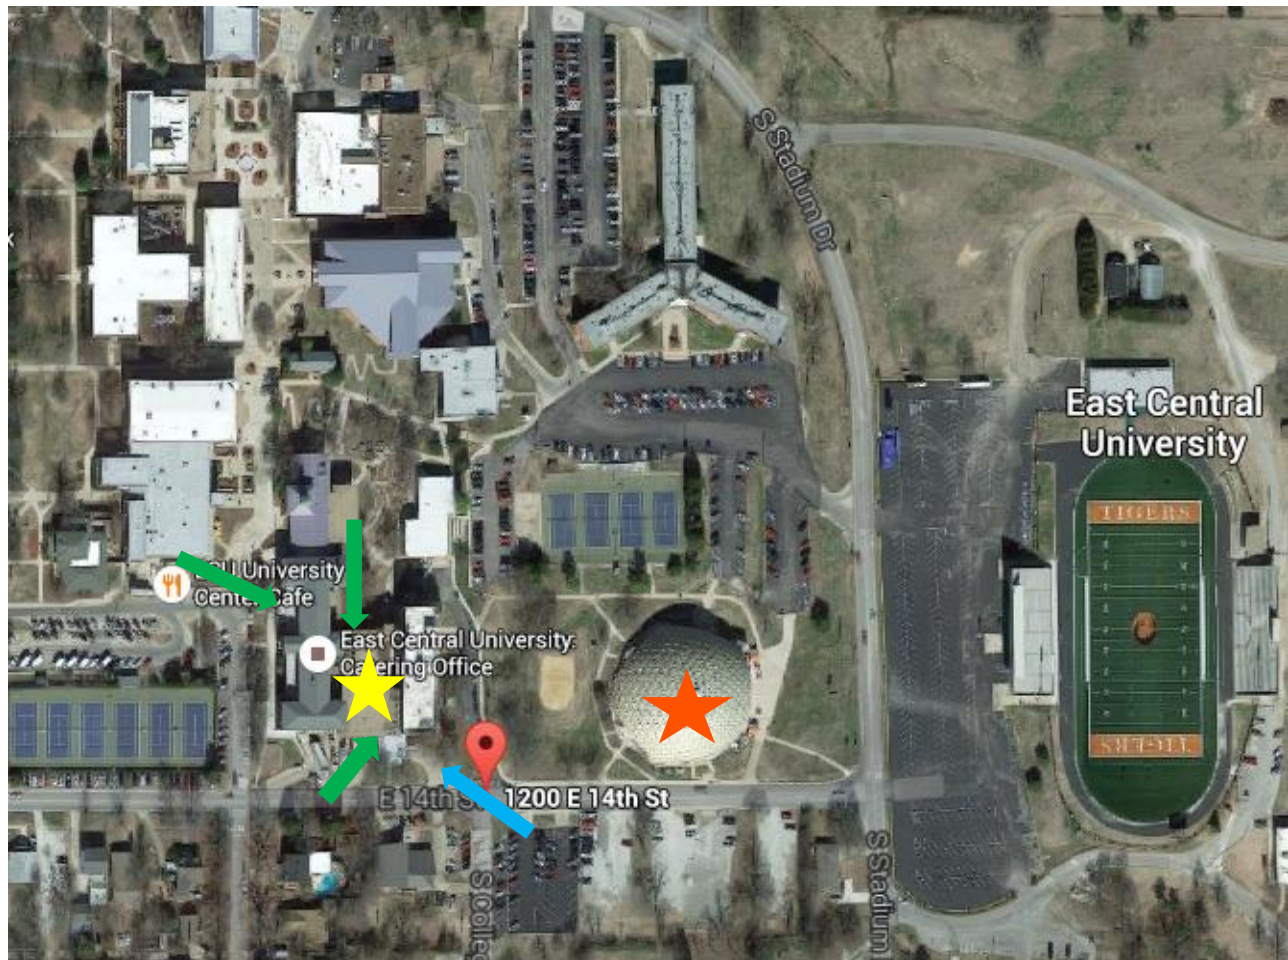 S Stadium Dr
East Central
University
TIGERS
ECU University
Center Cafe
East Central University:
Catering Office
TIGERS
E 14th St
1200 E 14th St
S Stadium